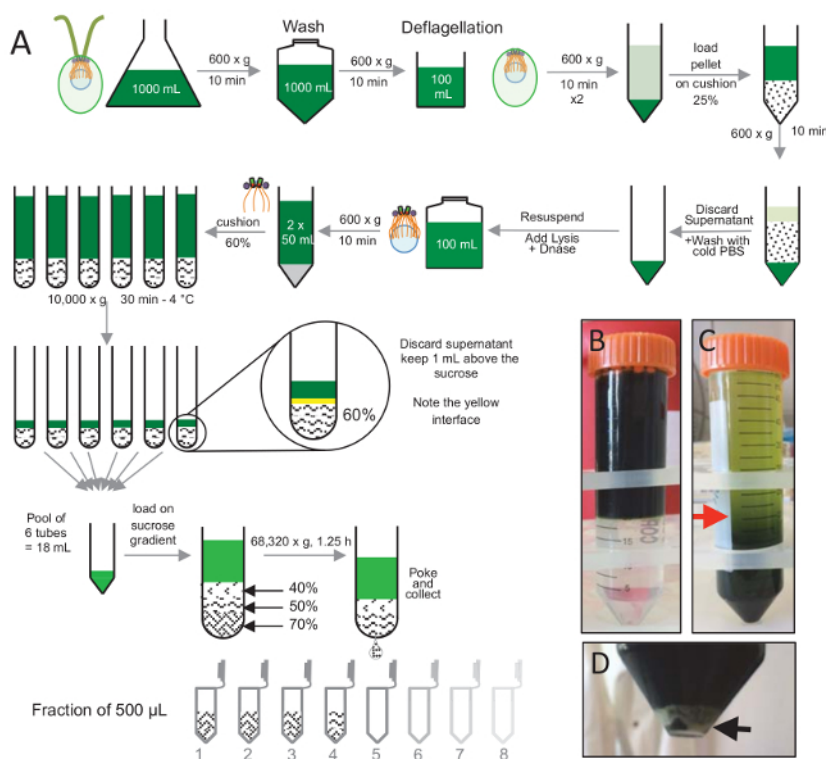 A
Wash
Deflagellation
1000 mL
600 x g
10 min
1000 mL
600 x g
10 min
100
mL
600 x g
10 min
x2
load
pellet
on cushion
25%
600 x g
10 min
Discard
Supernatant
+Wash with
cold PBS
Resuspend
Add Lysis
+ Dnase
100 mL
600 x g
10 min
2 x
50 mL
cushion
60%
10,000 x g
30 min - 4 °C
60%
Discard supernatant
keep 1 mL above the
sucrose
Note the yellow
interface
Pool of
6 tubes
= 18 mL
load on
sucrose
gradient
40%
50%
70%
68,320 x g, 1.25 h
Poke
and
collect
Fraction of 500 µL
1
2
3
4
5
6
7
8
B
15
5
C
D